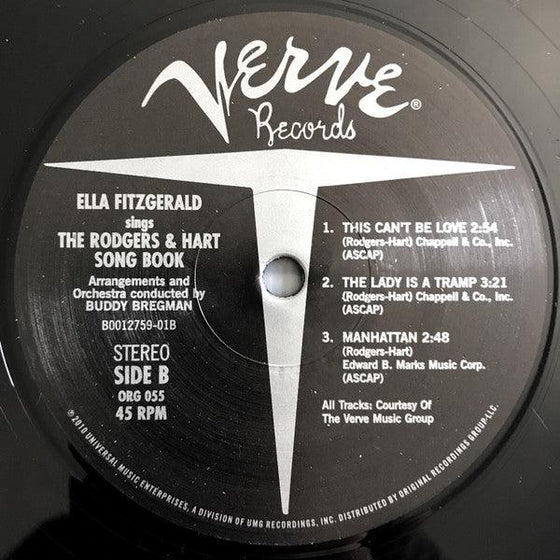 Verve®
Records
ELLA FITZGERALD
sings
THE RODGERS & HART
SONG BOOK
Arrangements and
Orchestra conducted by
BUDDY BREGMAN
B0012759-01B
STEREO
SIDE B
ORG 055
45 RPM
1. THIS CAN'T BE LOVE 2:54
(Rodgers-Hart) Chappell & Co., Inc.
(ASCAP)
2. THE LADY IS A TRAMP 3:21
(Rodgers-Hart) Chappell & Co., Inc.
(ASCAP)
3. MANHATTAN 2:48
(Rodgers-Hart)
Edward B. Marks Music Corp.
(ASCAP)
All Tracks: Courtesy Of
The Verve Music Group
℗2010 UNIVERSAL MUSIC ENTERPRISES, A DIVISION OF UMG RECORDINGS, INC. DISTRIBUTED BY ORIGINAL RECORDINGS GROUP-LLC.